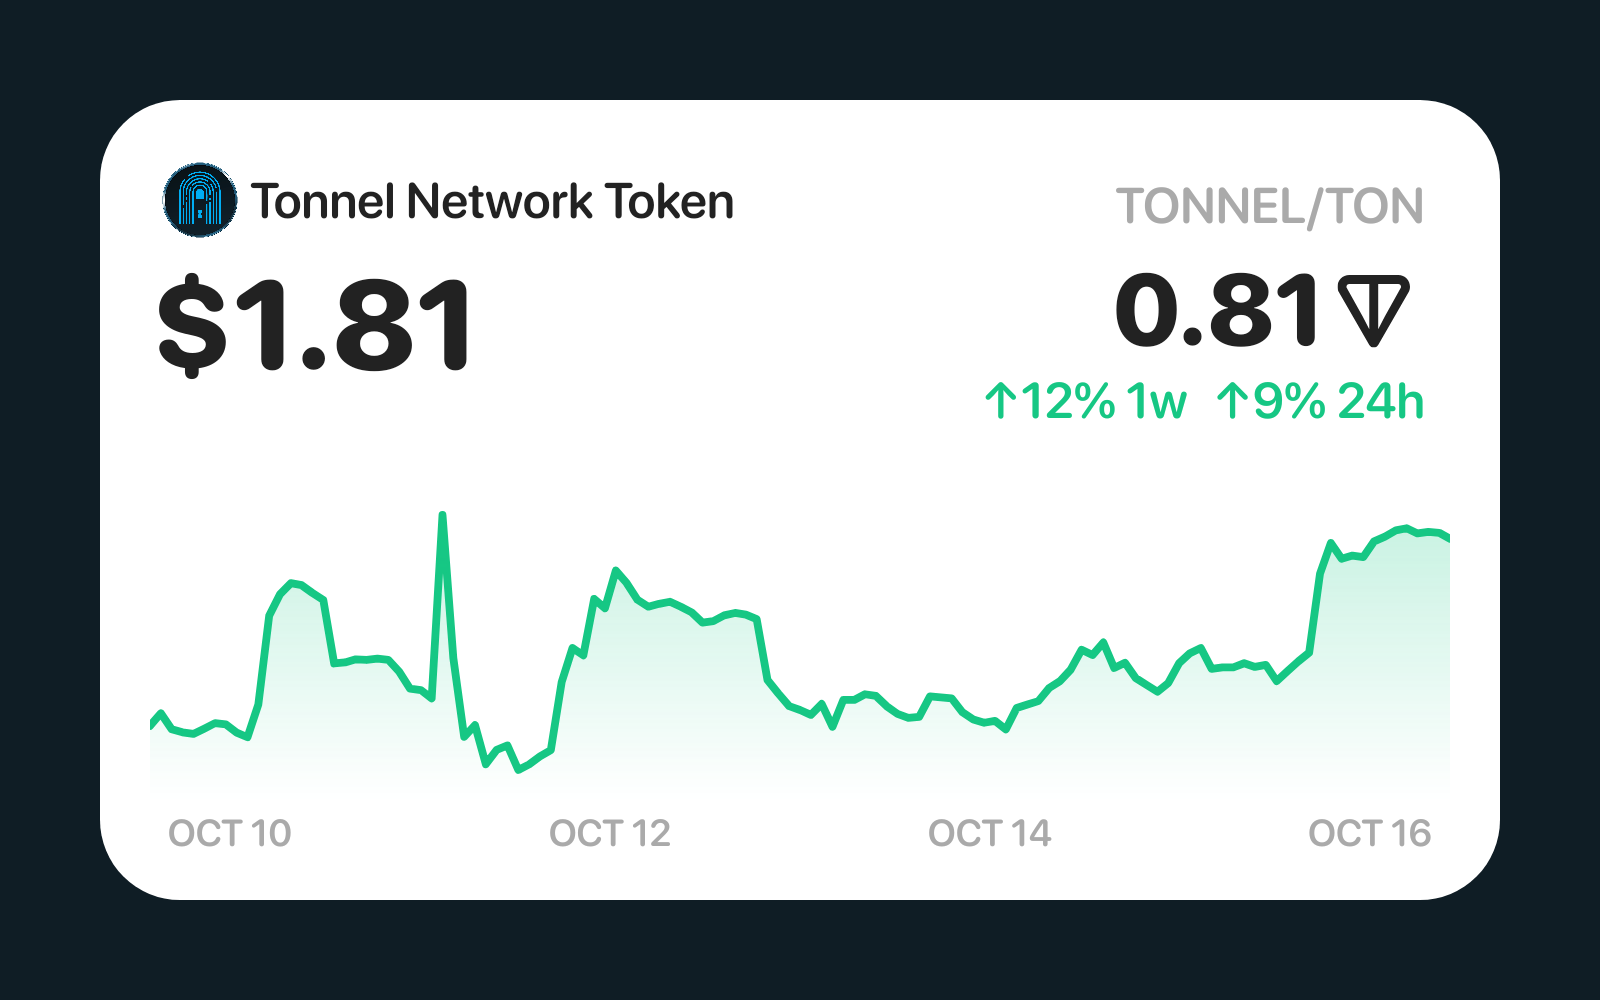 Tonnel Network Token
TONNEL/TON
$1.81
0.81
↑12% 1w ↑9% 24h
OCT 10 OCT 12 OCT 14 OCT 16